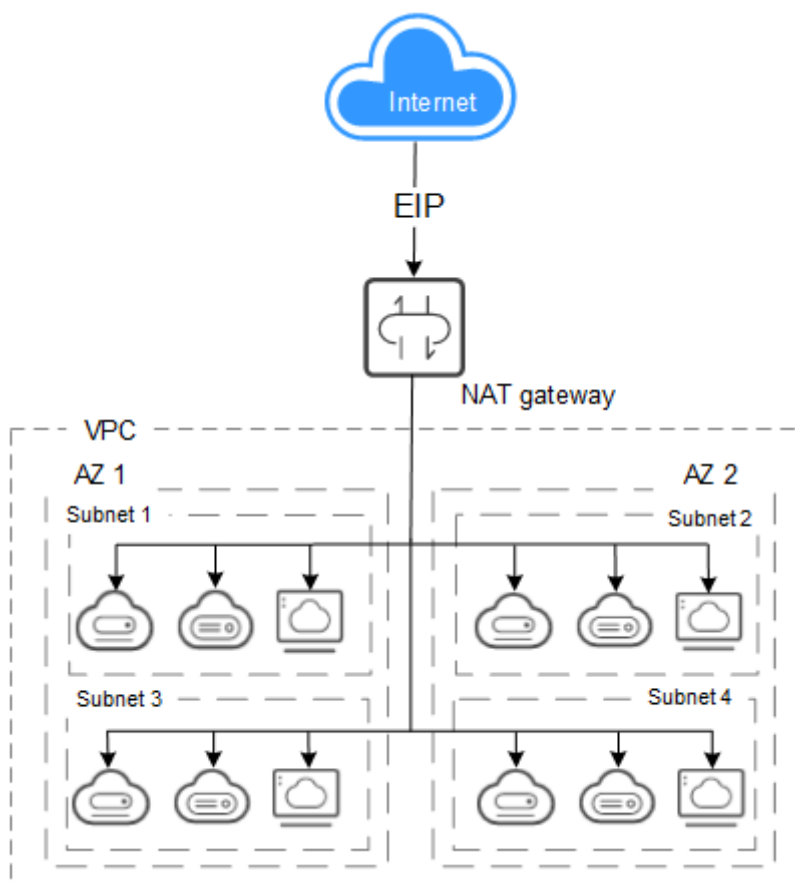 Internet
EIP
NAT gateway
VPC
AZ 1
AZ 2
Subnet 1
Subnet 2
Subnet 3
Subnet 4